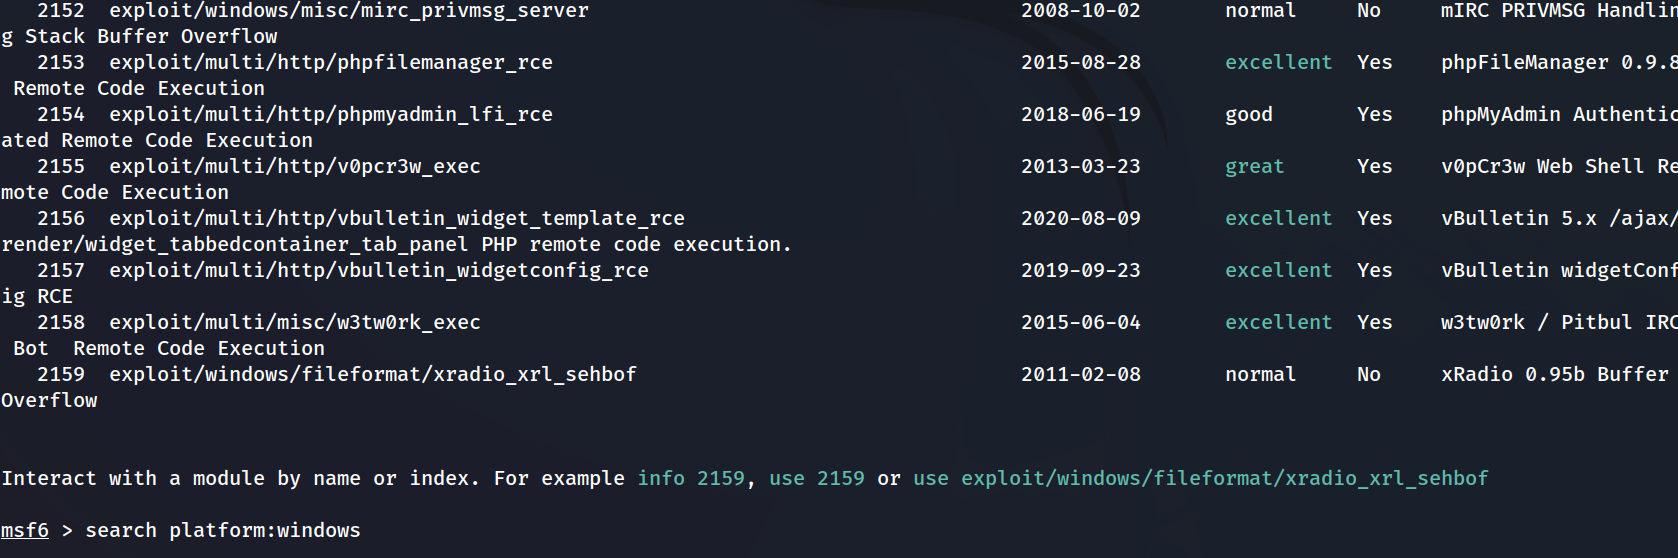 2152 exploit/windows/misc/mirc_privmsg_server 2008-10-02 normal No mIRC PRIVMSG Handlin
g Stack Buffer Overflow
2153 exploit/multi/http/phpfilemanager_rce 2015-08-28 excellent Yes phpFileManager 0.9.8
Remote Code Execution
2154 exploit/multi/http/phpmyadmin_lfi_rce 2018-06-19 good Yes phpMyAdmin Authentic
ated Remote Code Execution
2155 exploit/multi/http/v0pcr3w_exec 2013-03-23 great Yes v0pCr3w Web Shell Re
mote Code Execution
2156 exploit/multi/http/vbulletin_widget_template_rce 2020-08-09 excellent Yes vBulletin 5.x /ajax/
render/widget_tabbedcontainer_tab_panel PHP remote code execution.
2157 exploit/multi/http/vbulletin_widgetconfig_rce 2019-09-23 excellent Yes vBulletin widgetConf
ig RCE
2158 exploit/multi/misc/w3tw0rk_exec 2015-06-04 excellent Yes w3tw0rk / Pitbul IRC
Bot  Remote Code Execution
2159 exploit/windows/fileformat/xradio_xrl_sehbof 2011-02-08 normal No xRadio 0.95b Buffer
Overflow
Interact with a module by name or index. For example info 2159, use 2159 or use exploit/windows/fileformat/xradio_xrl_sehbof
msf6 > search platform:windows